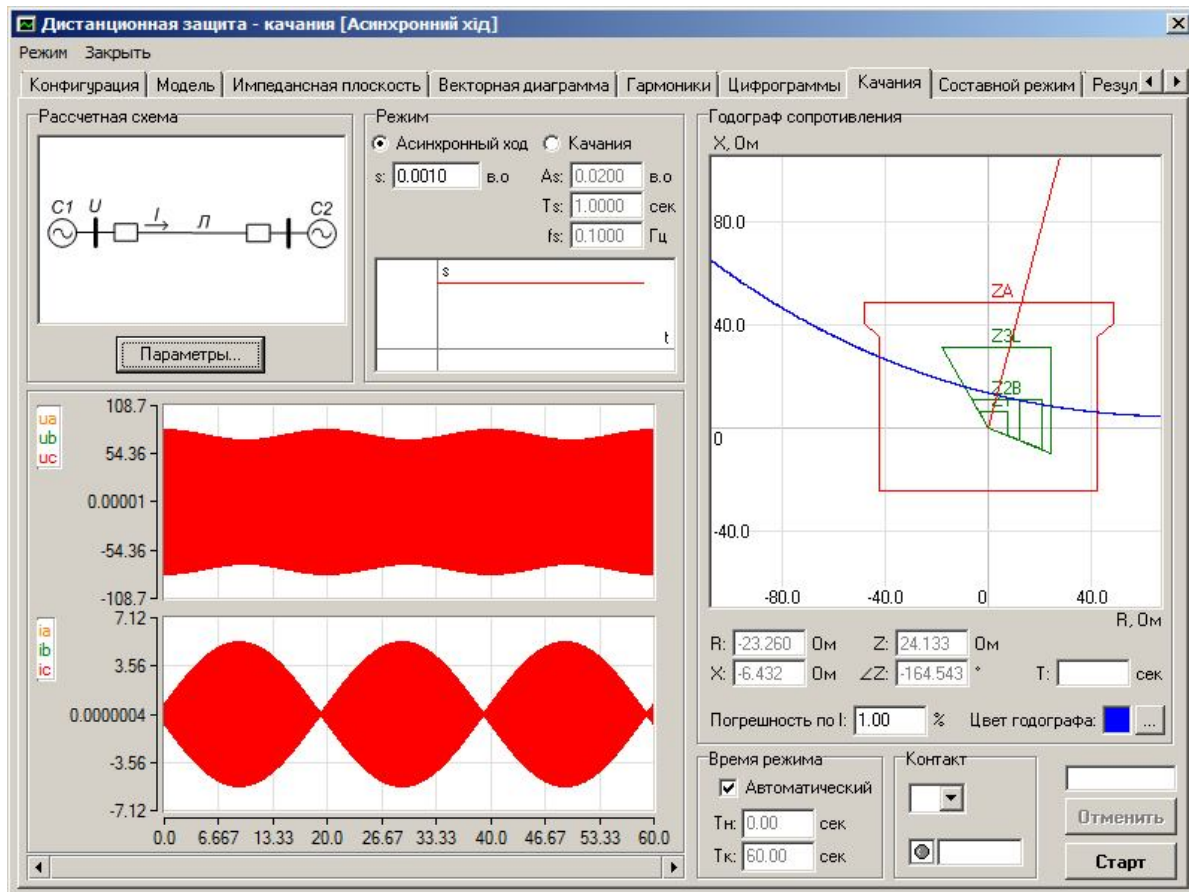 Дистанционная защита - качания [Асинхронний хід]
Режим Закрыть
Конфигурация Модель Импедансная плоскость Векторная диаграмма Гармоники Цифрограммы Качания Составной режим Резул
Рассчетная схема
C1 U I Л C2
Параметры...
Режим
Асинхронный ход Качания
s: 0.0010 в.о As: 0.0200 в.о
Ts: 1.0000 сек
fs: 0.1000 Гц
s
t
Годограф сопротивления
X, Ом
80.0
ZA
40.0
Z3L
Z2B
0
-40.0
-80.0 -40.0 0 40.0
R, Ом
R: -23.260 Ом Z: 24.133 Ом
X: -6.432 Ом ∠Z: -164.543 ° T: сек
Погрешность по I: 1.00 % Цвет годографа: ...
ua
ub
uc
108.7
54.36
0.00001
-54.36
-108.7
ia
ib
ic
7.12
3.56
0.0000004
-3.56
-7.12
0.0 6.667 13.33 20.0 26.67 33.33 40.0 46.67 53.33 60.0
Время режима
Автоматический
Tн: 0.00 сек
Tк: 60.00 сек
Контакт
Отменить
Старт